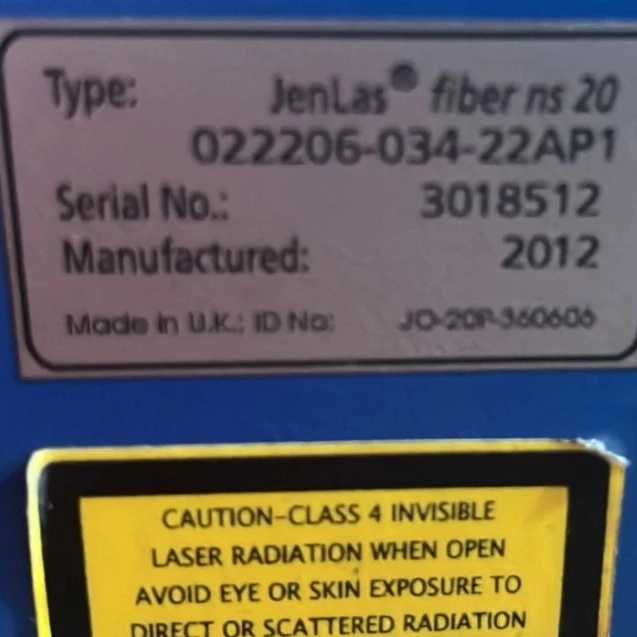 Type: JenLas® fiber ns 20
022206-034-22AP1
Serial No.: 3018512
Manufactured: 2012
Made in U.K.: ID No: JO-20P-360606
CAUTION-CLASS 4 INVISIBLE
LASER RADIATION WHEN OPEN
AVOID EYE OR SKIN EXPOSURE TO
DIRECT OR SCATTERED RADIATION